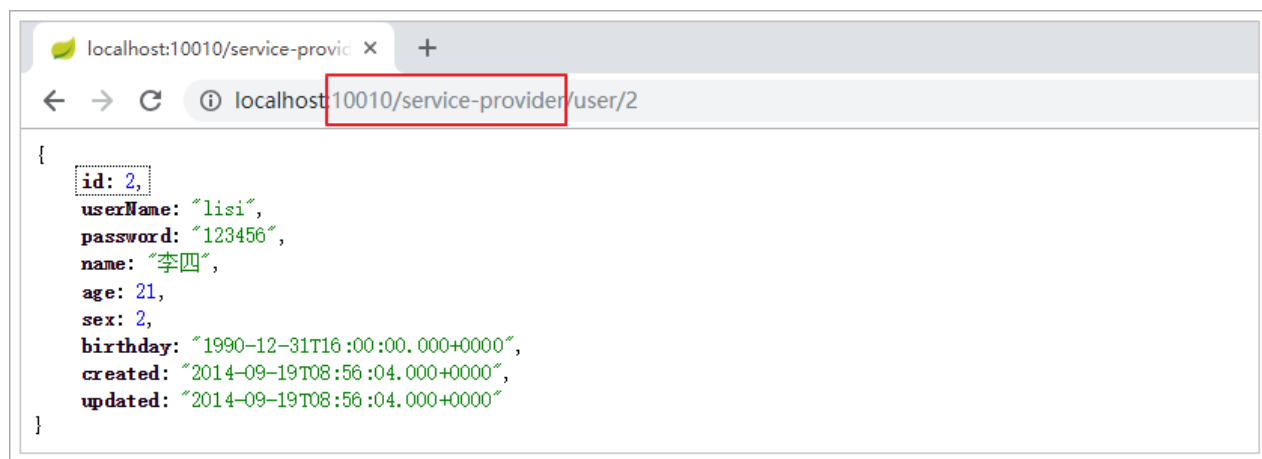 localhost:10010/service-provid
localhost:10010/service-provider/user/2
{
id: 2,
userName: "lisi",
password: "123456",
name: "李四",
age: 21,
sex: 2,
birthday: "1990-12-31T16:00:00.000+0000",
created: "2014-09-19T08:56:04.000+0000",
updated: "2014-09-19T08:56:04.000+0000"
}